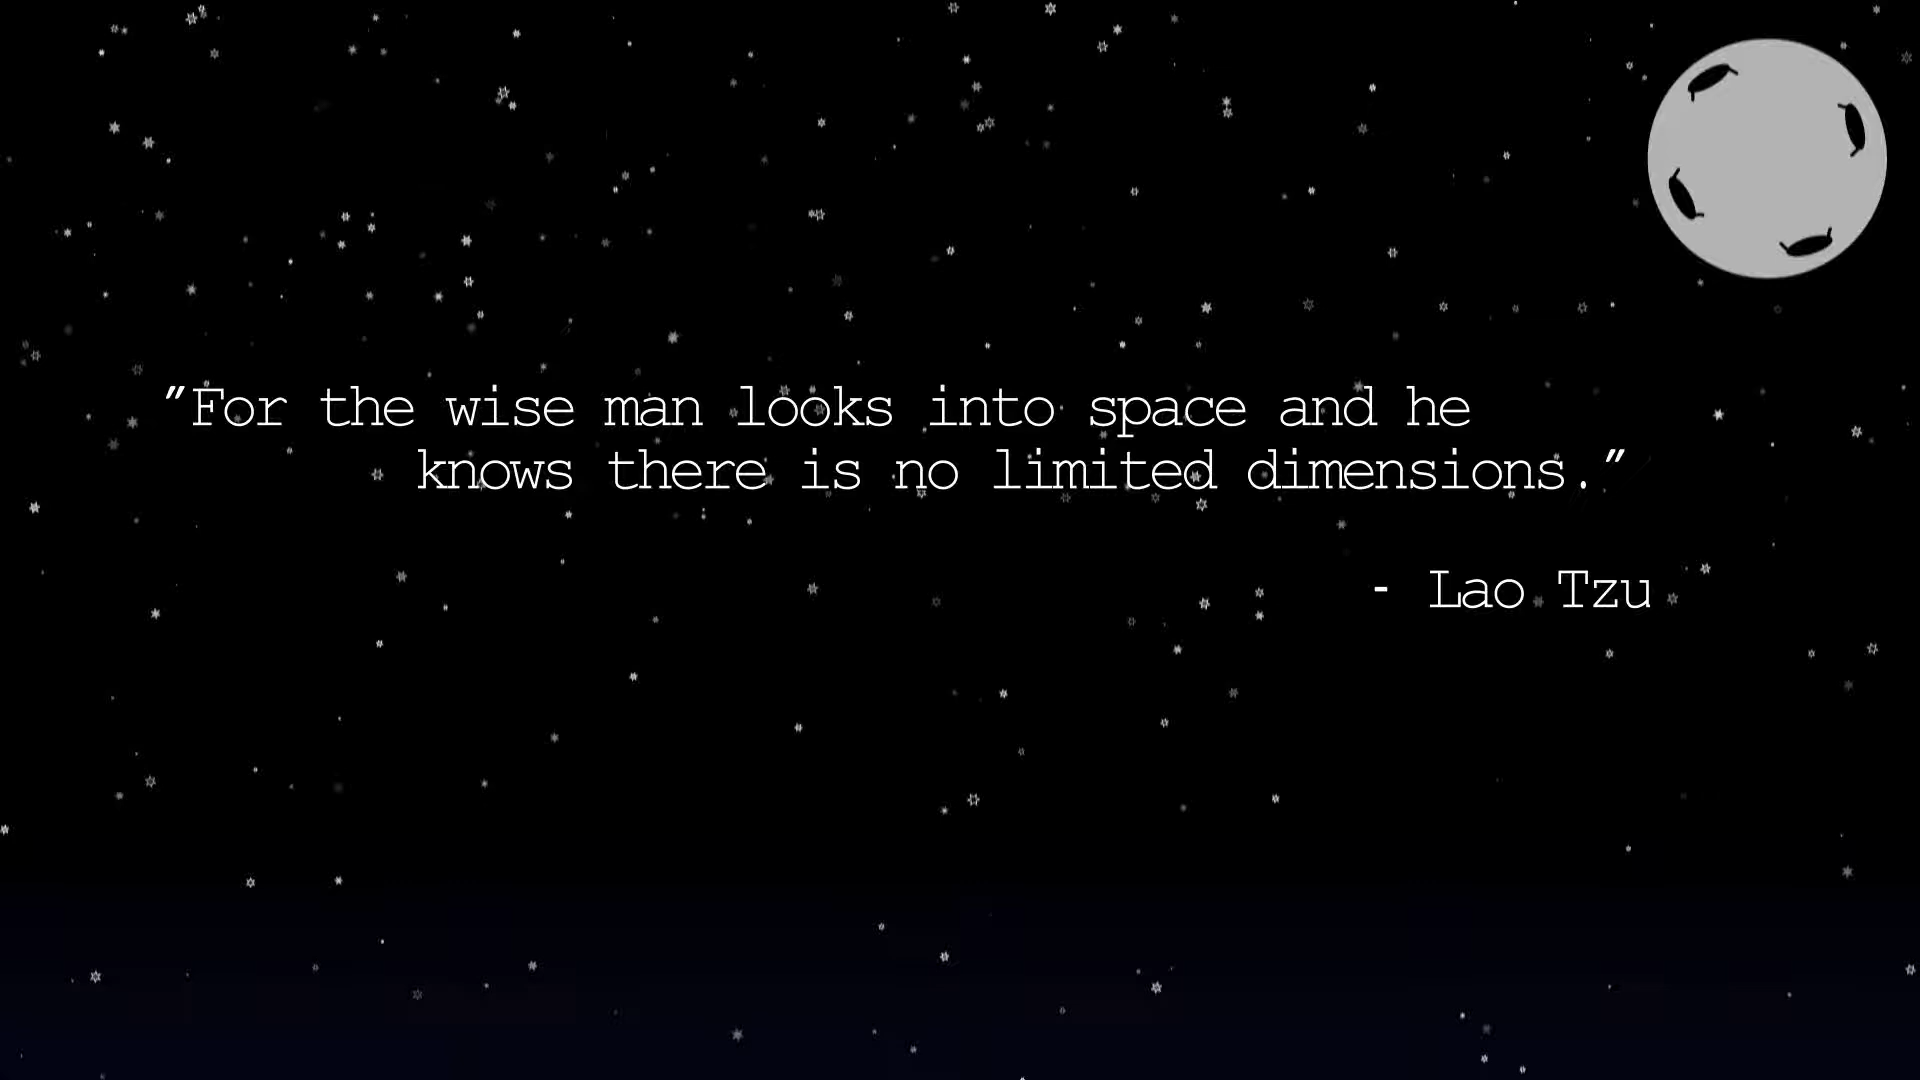 "For the wise man looks into space and he
knows there is no limited dimensions."
- Lao Tzu